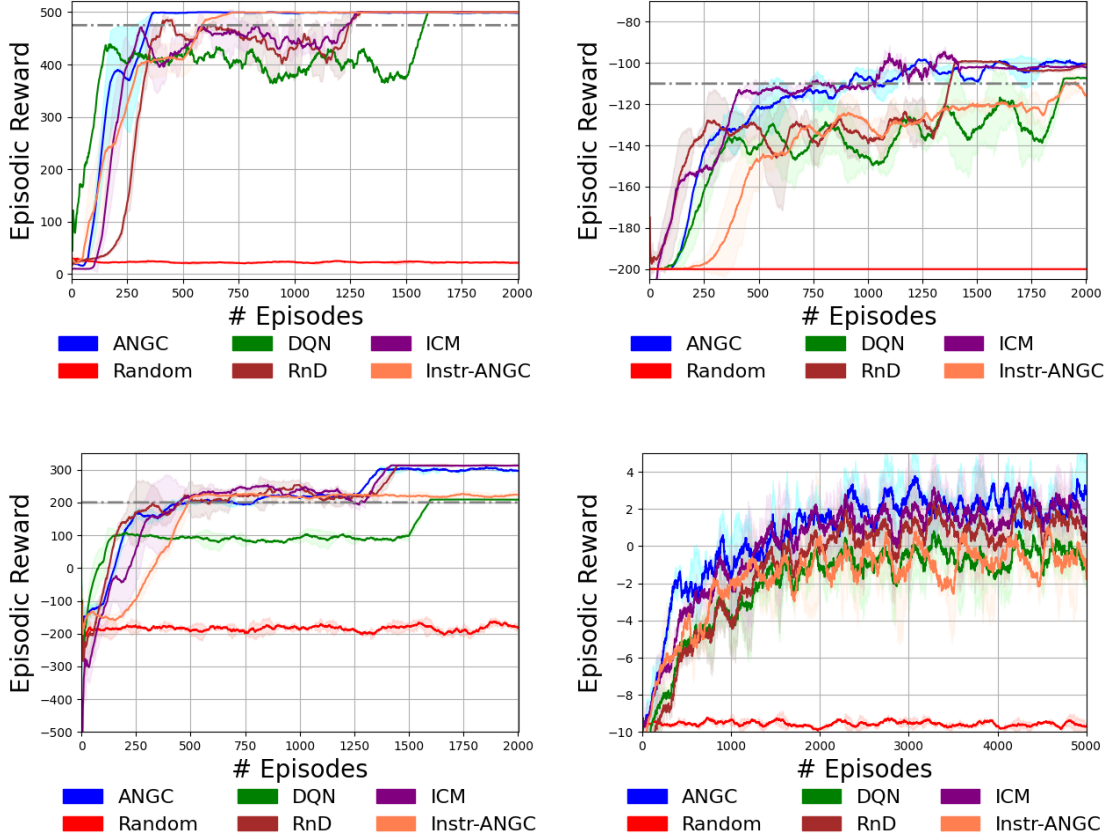 Episodic Reward
500
400
300
200
100
0
0 250 500 750 1000 1250 1500 1750 2000
# Episodes
ANGC DQN ICM
Random RnD Instr-ANGC
Episodic Reward
−80
−100
−120
−140
−160
−180
−200
0 250 500 750 1000 1250 1500 1750 2000
# Episodes
ANGC DQN ICM
Random RnD Instr-ANGC
Episodic Reward
300
200
100
0
−100
−200
−300
−400
−500
0 250 500 750 1000 1250 1500 1750 2000
# Episodes
ANGC DQN ICM
Random RnD Instr-ANGC
Episodic Reward
4
2
0
−2
−4
−6
−8
−10
0 1000 2000 3000 4000 5000
# Episodes
ANGC DQN ICM
Random RnD Instr-ANGC